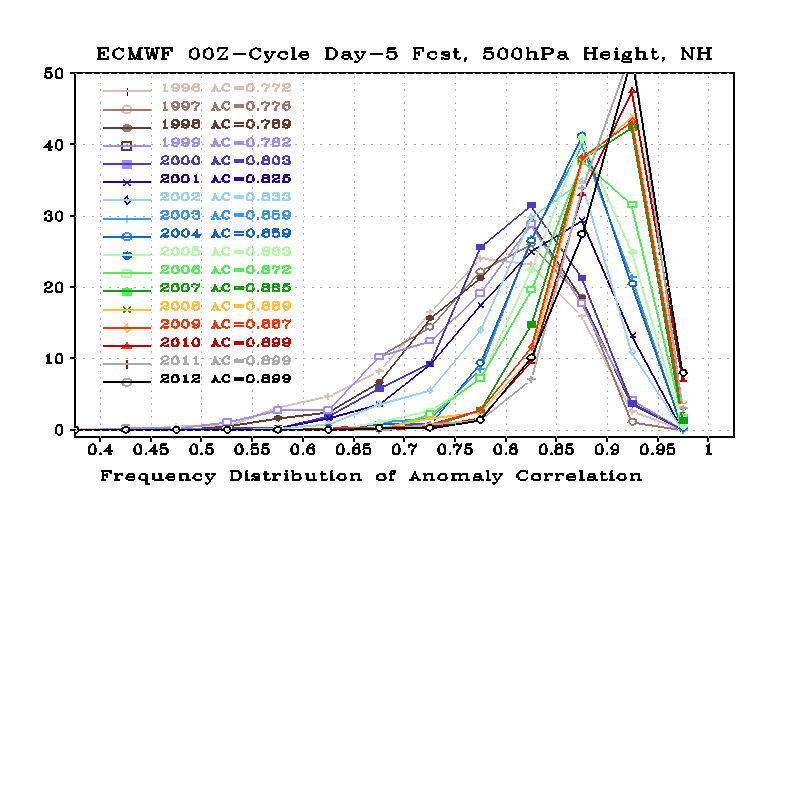 ECMWF 00Z-Cycle Day-5 Fcst, 500hPa Height, NH
50
40
30
20
10
0
1996 AC=0.772
1997 AC=0.776
1998 AC=0.789
1999 AC=0.782
2000 AC=0.803
2001 AC=0.825
2002 AC=0.833
2003 AC=0.859
2004 AC=0.859
2005 AC=0.863
2006 AC=0.872
2007 AC=0.885
2008 AC=0.889
2009 AC=0.887
2010 AC=0.899
2011 AC=0.899
2012 AC=0.899
0.4 0.45 0.5 0.55 0.6 0.65 0.7 0.75 0.8 0.85 0.9 0.95 1
Frequency Distribution of Anomaly Correlation